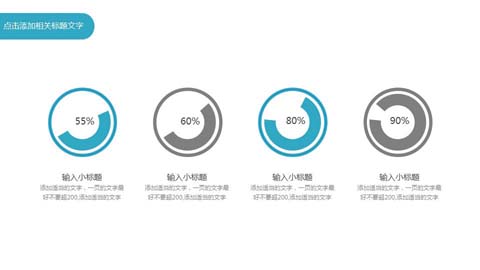 点击添加相关标题文字
55%
60%
80%
90%
输入小标题
输入小标题
输入小标题
输入小标题
添加适当的文字，一页的文字最
好不要超200,添加适当的文字
添加适当的文字，一页的文字最
好不要超200,添加适当的文字
添加适当的文字，一页的文字最
好不要超200,添加适当的文字
添加适当的文字，一页的文字最
好不要超200,添加适当的文字